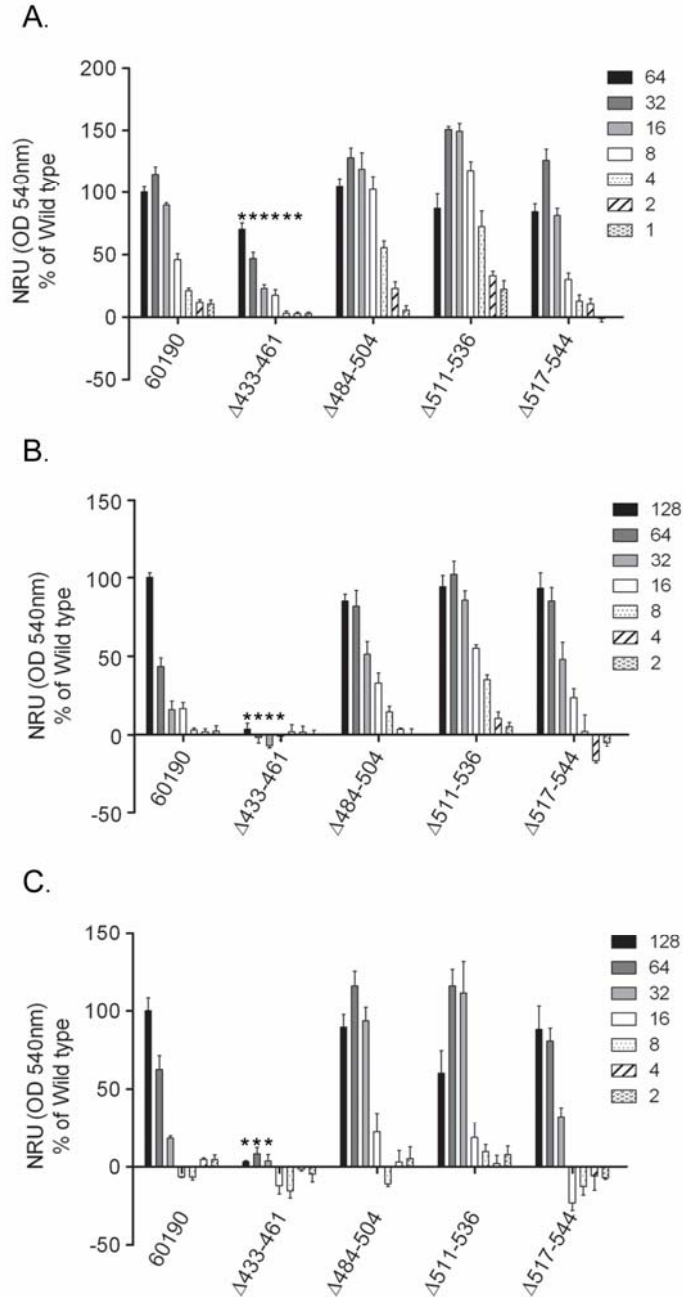 A.
NRU (OD 540nm)
% of Wild type
200
150
100
50
0
-50
64
32
16
8
4
2
1
******
60190
Δ433-461
Δ484-504
Δ511-536
Δ517-544
B.
NRU (OD 540nm)
% of Wild type
150
100
50
0
-50
128
64
32
16
8
4
2
****
60190
Δ433-461
Δ484-504
Δ511-536
Δ517-544
C.
NRU (OD 540nm)
% of Wild type
150
100
50
0
-50
128
64
32
16
8
4
2
***
60190
Δ433-461
Δ484-504
Δ511-536
Δ517-544